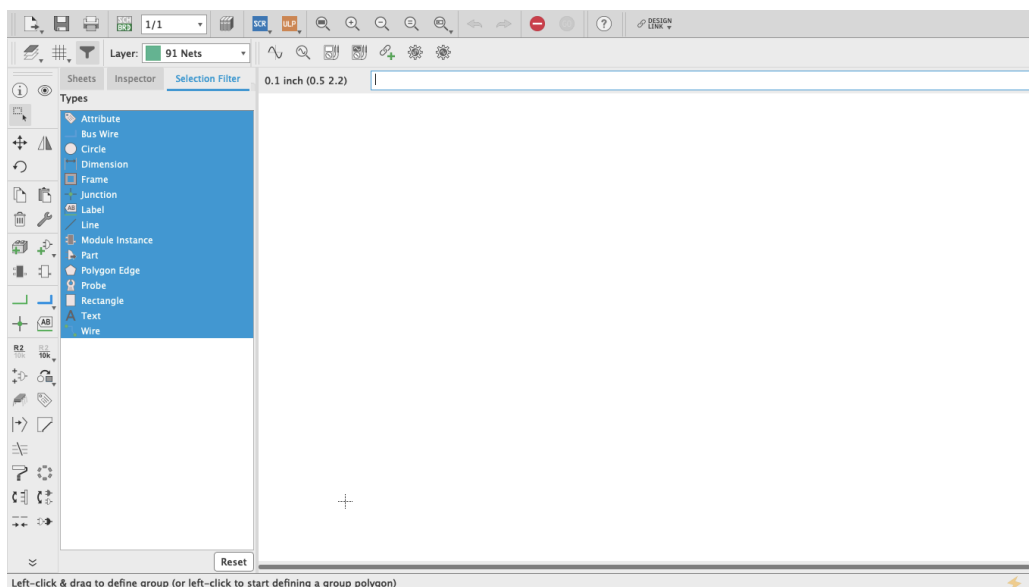 SCH
BRD
1/1
SCR
ULP
?
DESIGN
LINK
Layer: 91 Nets
Sheets Inspector Selection Filter
0.1 inch (0.5 2.2)
Types
Attribute
Bus Wire
Circle
Dimension
Frame
Junction
AB Label
Line
Module Instance
Part
Polygon Edge
Probe
Rectangle
A Text
Wire
AB
R2
10k
R2
10k
Reset
Left-click & drag to define group (or left-click to start defining a group polygon)